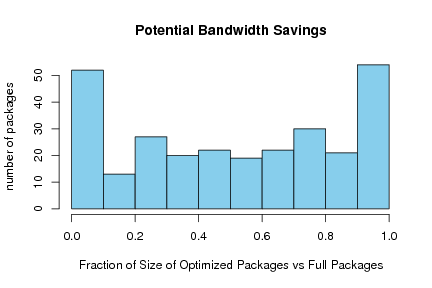 Potential Bandwidth Savings
number of packages
50
40
30
20
10
0
0.0 0.2 0.4 0.6 0.8 1.0
Fraction of Size of Optimized Packages vs Full Packages